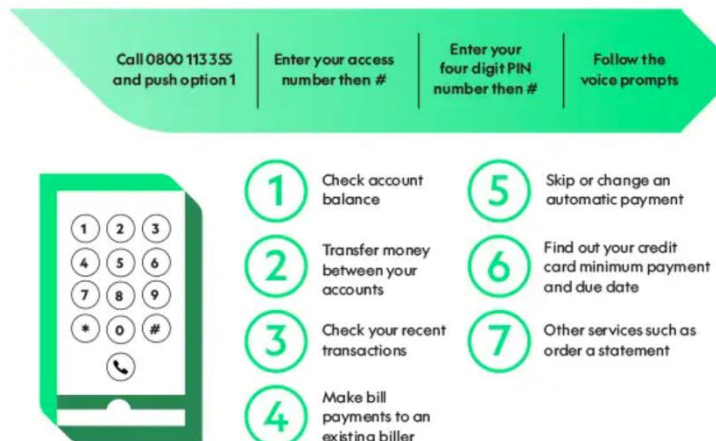 Call 0800 113 355
and push option 1
Enter your access
number then #
Enter your
four digit PIN
number then #
Follow the
voice prompts
1 2 3
4 5 6
7 8 9
* 0 #
1
Check account
balance
2
Transfer money
between your
accounts
3
Check your recent
transactions
4
Make bill
payments to an
existing biller
5
Skip or change an
automatic payment
6
Find out your credit
card minimum payment
and due date
7
Other services such as
order a statement